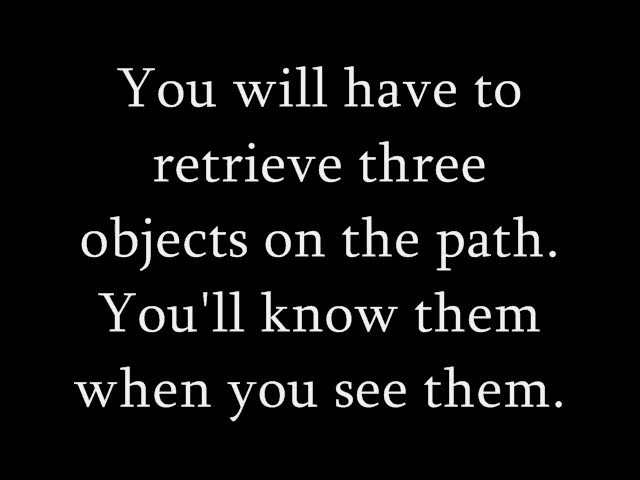 You will have to
retrieve three
objects on the path.
You'll know them
when you see them.